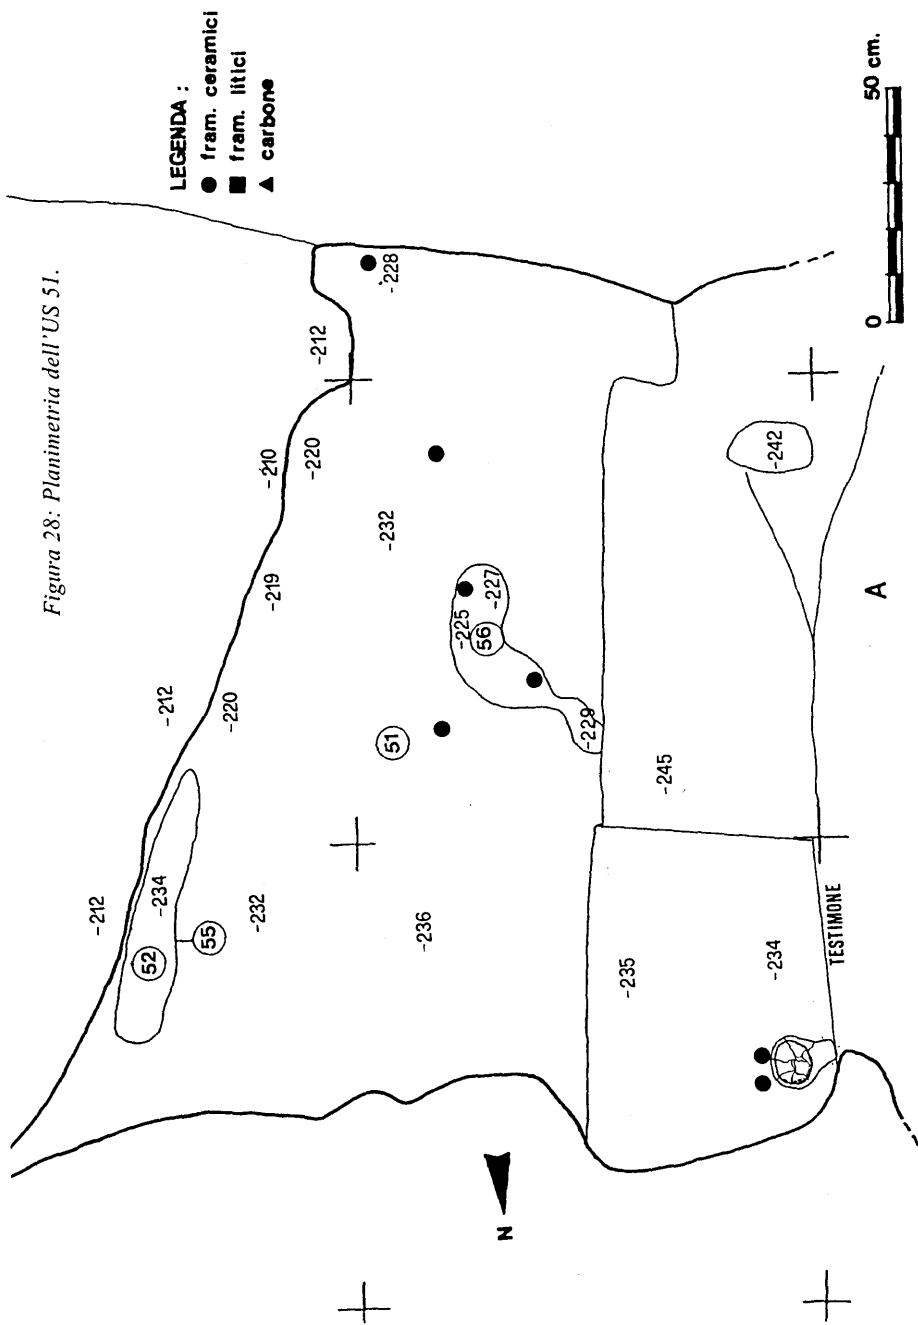 Figura 28: Planimetria dell'US 51.
LEGENDA :
● fram. ceramici
■ fram. litici
▲ carbone
-212
-212
-219
-210
-212
-228
52
-234
55
-220
-220
-232
-232
51
-236
-225
56
-227
-229
-235
-245
-242
-234
TESTIMONE
A
N
0
50 cm.